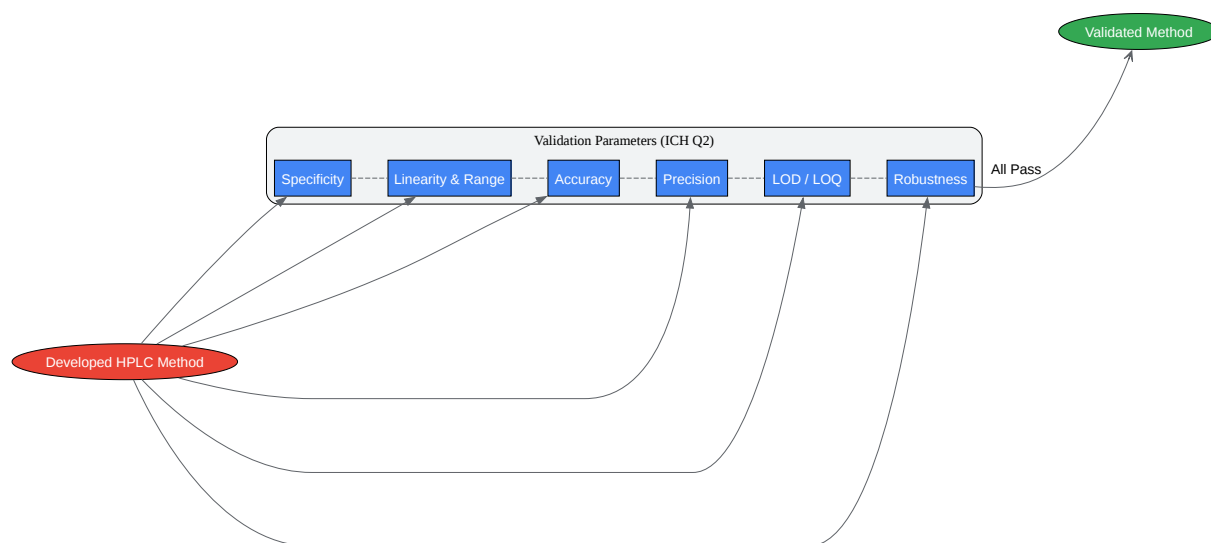 Validated Method
Validation Parameters (ICH Q2)
Specificity
Linearity & Range
Accuracy
Precision
LOD / LOQ
Robustness
All Pass
Developed HPLC Method